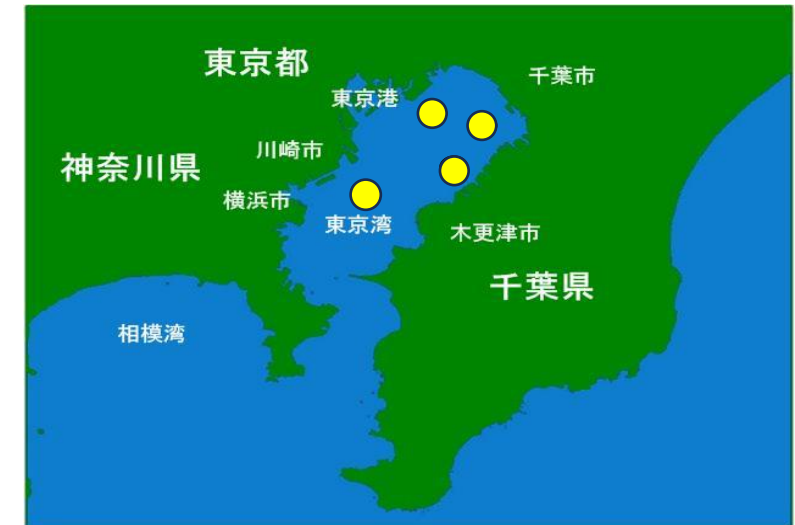 東京都
千葉市
東京港
川崎市
神奈川県
横浜市
東京湾
木更津市
千葉県
相模湾